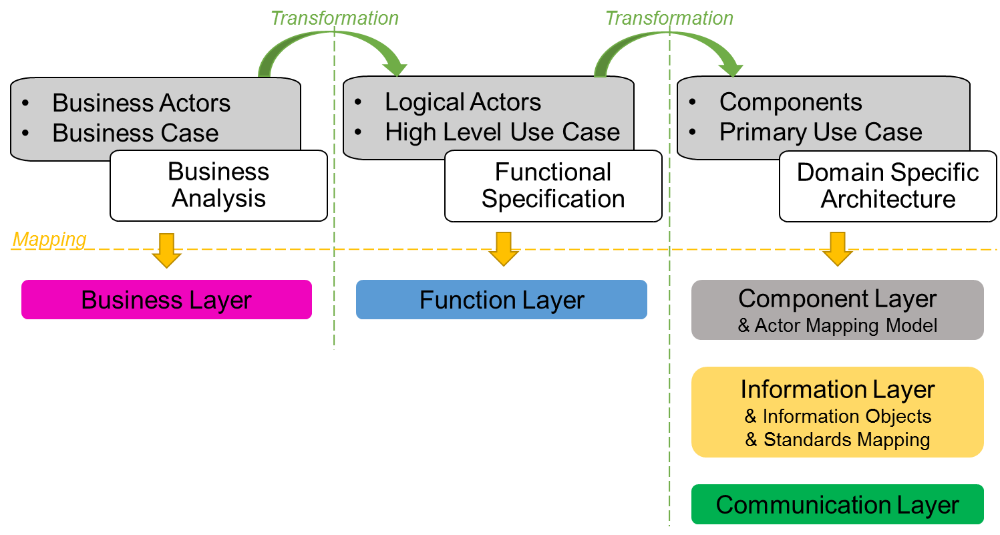 Transformation
Transformation
• Business Actors
• Business Case
Business
Analysis
• Logical Actors
• High Level Use Case
Functional
Specification
• Components
• Primary Use Case
Domain Specific
Architecture
Mapping
Business Layer
Function Layer
Component Layer
& Actor Mapping Model
Information Layer
& Information Objects
& Standards Mapping
Communication Layer